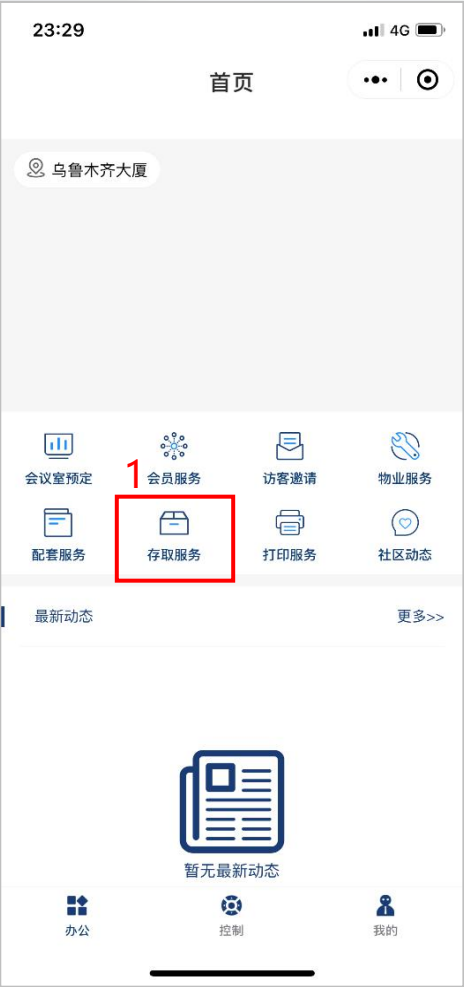 23:29
4G
首页
乌鲁木齐大厦
会议室预定 会员服务 访客邀请 物业服务
1
配套服务 存取服务 打印服务 社区动态
最新动态 更多>>
暂无最新动态
办公 控制 我的